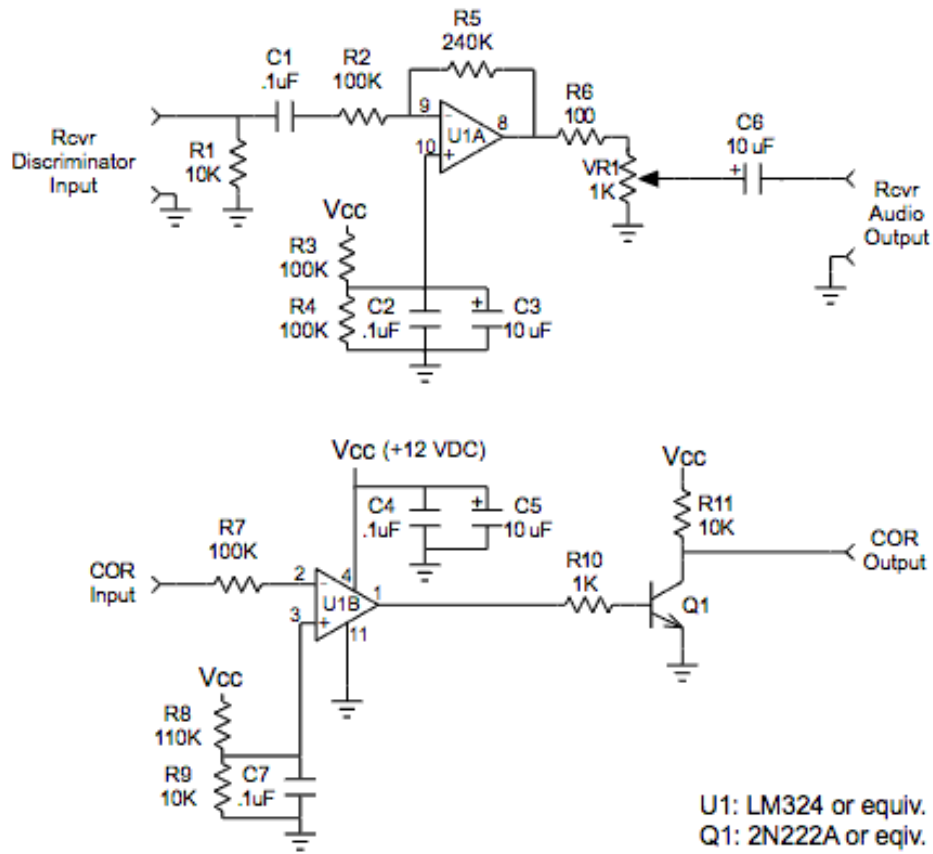 R5
240K
C1
.1uF
R2
100K
R6
100
C6
10 uF
9
-
8
U1A
10
+
Rcvr
Discriminator
Input
R1
10K
VR1
1K
+
Rcvr
Audio
Output
Vcc
R3
100K
R4
100K
C2
.1uF
+
C3
10 uF
Vcc (+12 VDC)
Vcc
C4
.1uF
+
C5
10 uF
R11
10K
R7
100K
COR
Input
COR
Output
2
-
4
U1B
1
3
+
11
R10
1K
Q1
Vcc
R8
110K
R9
10K
C7
.1uF
U1: LM324 or equiv.
Q1: 2N222A or eqiv.